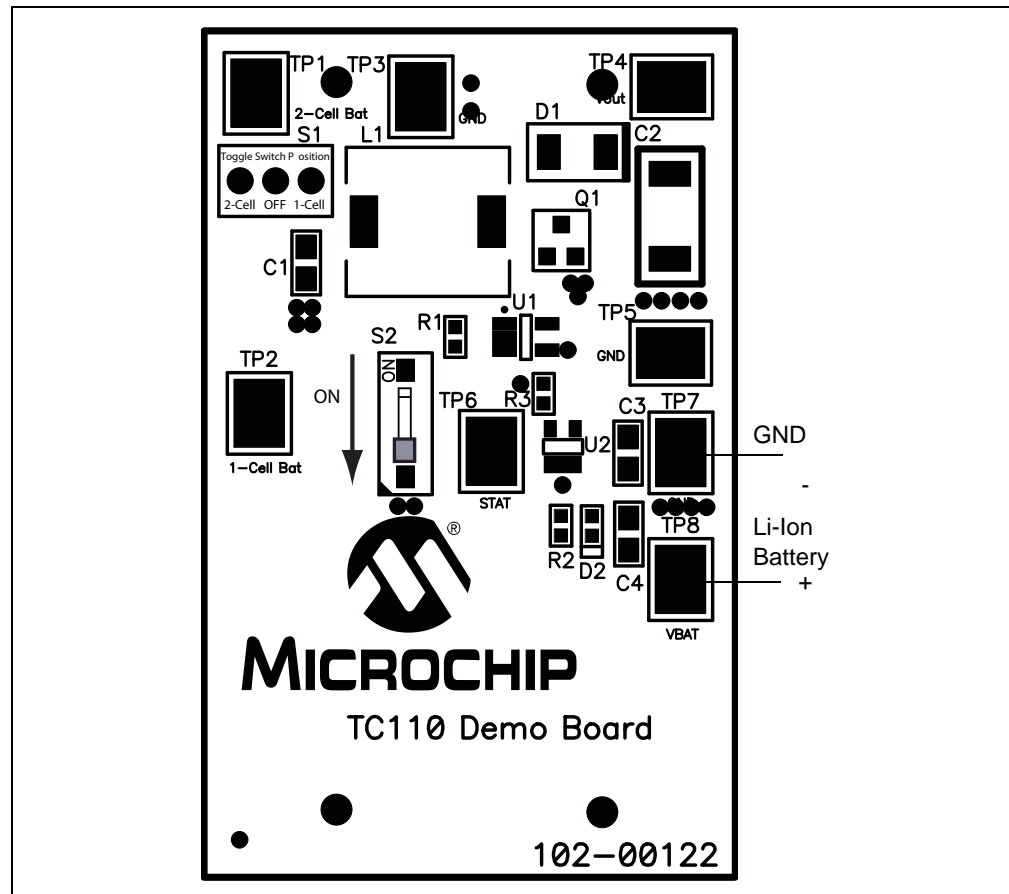 TP1
TP3
TP4
Vout
2-Cell Bat
GND
D1
S1
L1
C2
Toggle Switch P osition
2-Cell OFF 1-Cell
Q1
C1
U1
TP5
R1
S2
GND
TP2
ON
ON
TP6
R3
C3
TP7
GND
U2
-
1-Cell Bat
STAT
GND
TP8
Li-Ion
Battery
+
®
R2
D2
C4
VBAT
MICROCHIP
TC110 Demo Board
102-00122